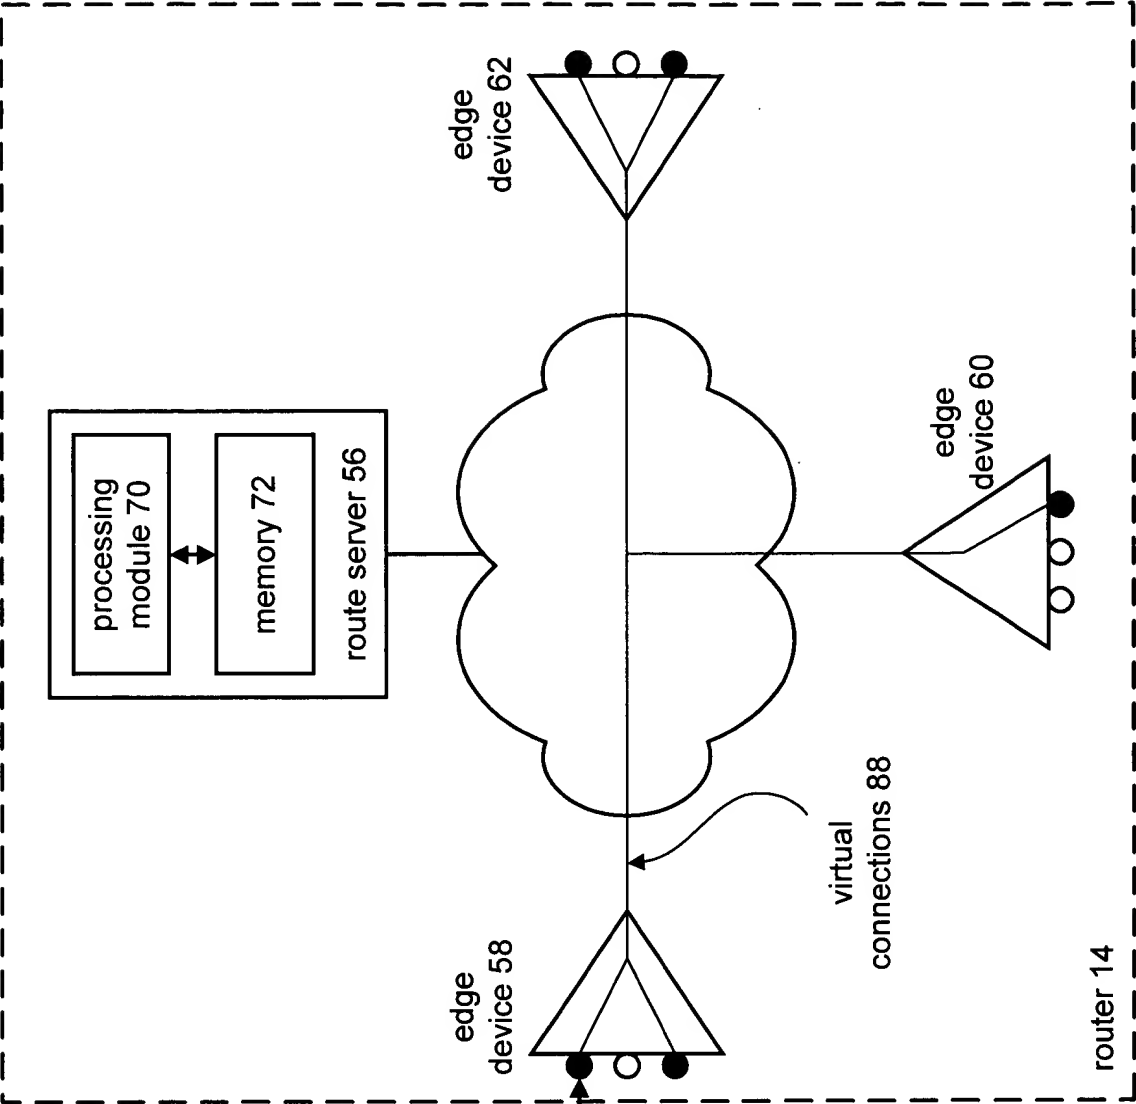 processing
module 70
memory 72
route server 56
edge
device 62
edge
device 60
edge
device 58
virtual
connections 88
router 14